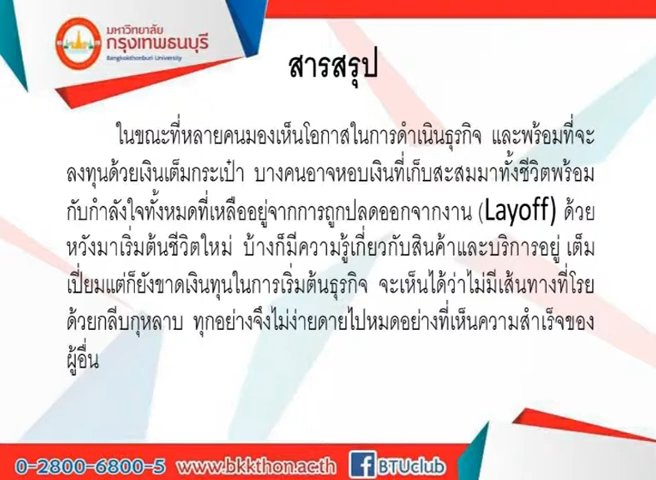 มหาวิทยาลัย
กรุงเทพธนบุรี
Bangkokthonburi University
สารสรุป
ในขณะที่หลายคนมองเห็นโอกาสในการดำเนินธุรกิจ และพร้อมที่จะ
ลงทุนด้วยเงินเต็มกระเป๋า บางคนอาจหอบเงินที่เก็บสะสมมาทั้งชีวิตพร้อม
กับกำลังใจทั้งหมดที่เหลืออยู่จากการถูกปลดออกจากงาน (Layoff) ด้วย
หวังมาเริ่มต้นชีวิตใหม่ บ้างก็มีความรู้เกี่ยวกับสินค้าและบริการอยู่ เต็ม
เปี่ยมแต่ก็ยังขาดเงินทุนในการเริ่มต้นธุรกิจ จะเห็นได้ว่าไม่มีเส้นทางที่โรย
ด้วยกลีบกุหลาบ ทุกอย่างจึงไม่ง่ายดายไปหมดอย่างที่เห็นความสำเร็จของ
ผู้อื่น
0-2800-6800-5 www.bkkthon.ac.th f BTUclub